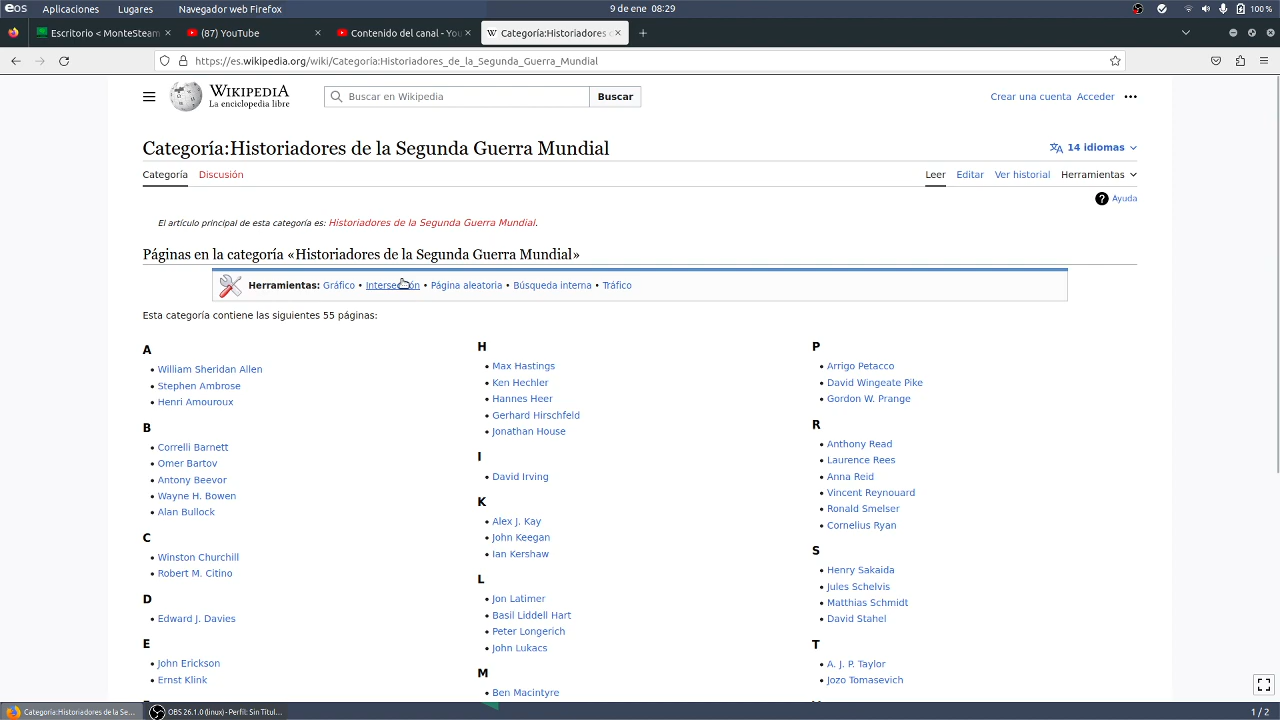 eOS Aplicaciones Lugares Navegador web Firefox 9 de ene 08:29 100 %
Escritorio < MonteSteam (87) YouTube Contenido del canal - You Categoría:Historiadores
https://es.wikipedia.org/wiki/Categoría:Historiadores_de_la_Segunda_Guerra_Mundial
WIKIPEDIA
La enciclopedia libre
Buscar en Wikipedia Buscar Crear una cuenta Acceder
Categoría:Historiadores de la Segunda Guerra Mundial 14 idiomas
Categoría Discusión Leer Editar Ver historial Herramientas
Ayuda
El artículo principal de esta categoría es: Historiadores de la Segunda Guerra Mundial.
Páginas en la categoría «Historiadores de la Segunda Guerra Mundial»
Herramientas: Gráfico • Intersección • Página aleatoria • Búsqueda interna • Tráfico
Esta categoría contiene las siguientes 55 páginas:
A
• William Sheridan Allen
• Stephen Ambrose
• Henri Amouroux
B
• Correlli Barnett
• Omer Bartov
• Antony Beevor
• Wayne H. Bowen
• Alan Bullock
C
• Winston Churchill
• Robert M. Citino
D
• Edward J. Davies
E
• John Erickson
• Ernst Klink
H
• Max Hastings
• Ken Hechler
• Hannes Heer
• Gerhard Hirschfeld
• Jonathan House
I
• David Irving
K
• Alex J. Kay
• John Keegan
• Ian Kershaw
L
• Jon Latimer
• Basil Liddell Hart
• Peter Longerich
• John Lukacs
M
• Ben Macintyre
P
• Arrigo Petacco
• David Wingeate Pike
• Gordon W. Prange
R
• Anthony Read
• Laurence Rees
• Anna Reid
• Vincent Reynouard
• Ronald Smelser
• Cornelius Ryan
S
• Henry Sakaida
• Jules Schelvis
• Matthias Schmidt
• David Stahel
T
• A. J. P. Taylor
• Jozo Tomasevich
Categoría:Historiadores de la Se... OBS 26.1.0 (linux) - Perfil: Sin Titul... 1 / 2